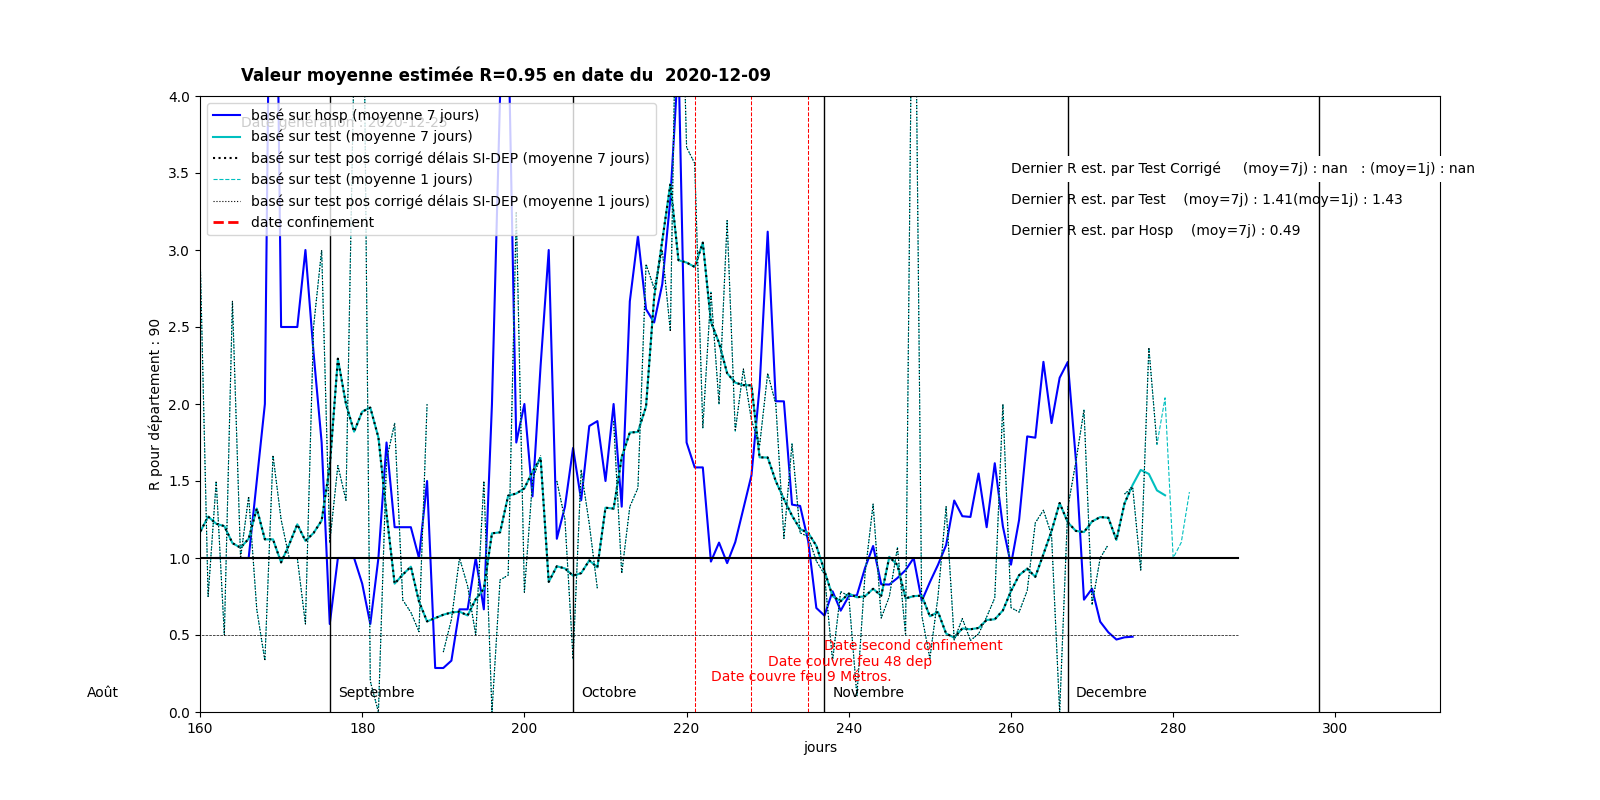 Valeur moyenne estimée R=0.95 en date du  2020-12-09
4.0
3.5
3.0
2.5
2.0
1.5
1.0
0.5
0.0
R pour département : 90
basé sur hosp (moyenne 7 jours)
basé sur test (moyenne 7 jours)
basé sur test pos corrigé délais SI-DEP (moyenne 7 jours)
basé sur test (moyenne 1 jours)
basé sur test pos corrigé délais SI-DEP (moyenne 1 jours)
date confinement
Dernier R est. par Test Corrigé     (moy=7j) : nan   : (moy=1j) : nan
Dernier R est. par Test    (moy=7j) : 1.41(moy=1j) : 1.43
Dernier R est. par Hosp    (moy=7j) : 0.49
Date second confinement
Date couvre feu 48 dep
Date couvre feu 9 Métros.
Août
Septembre
Octobre
Novembre
Decembre
160 180 200 220 240 260 280 300
jours